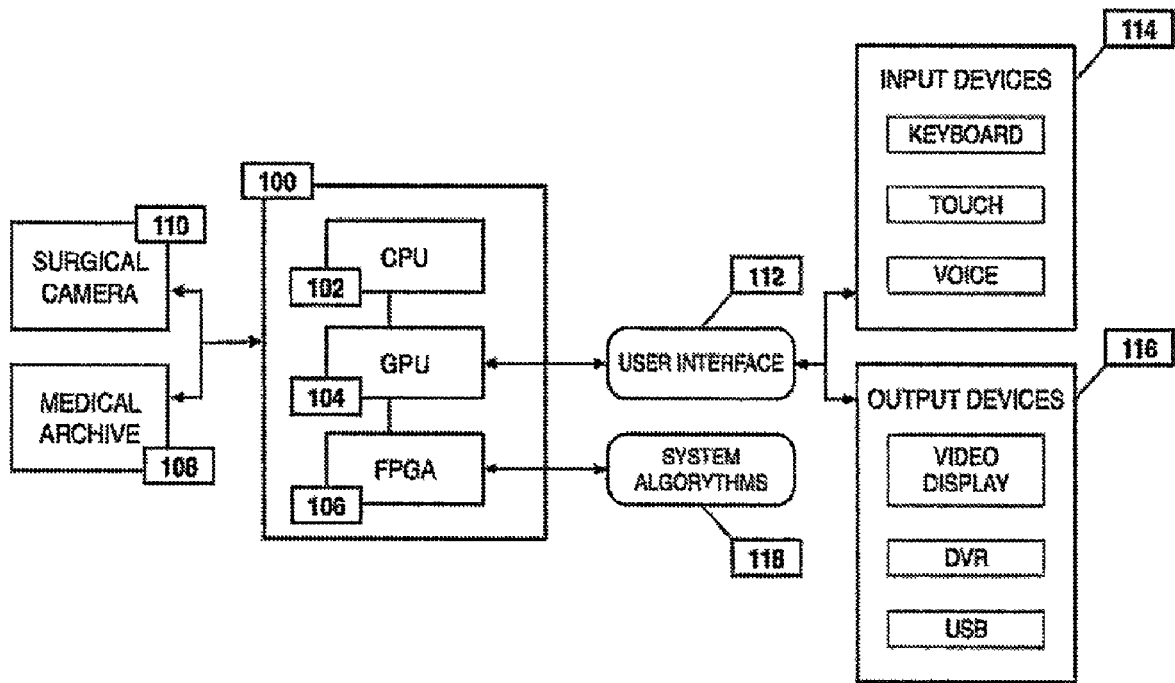 110
SURGICAL
CAMERA
MEDICAL
ARCHIVE
108
100
CPU
102
GPU
104
FPGA
106
112
USER INTERFACE
SYSTEM
ALGORYTHMS
118
114
INPUT DEVICES
KEYBOARD
TOUCH
VOICE
116
OUTPUT DEVICES
VIDEO
DISPLAY
DVR
USB